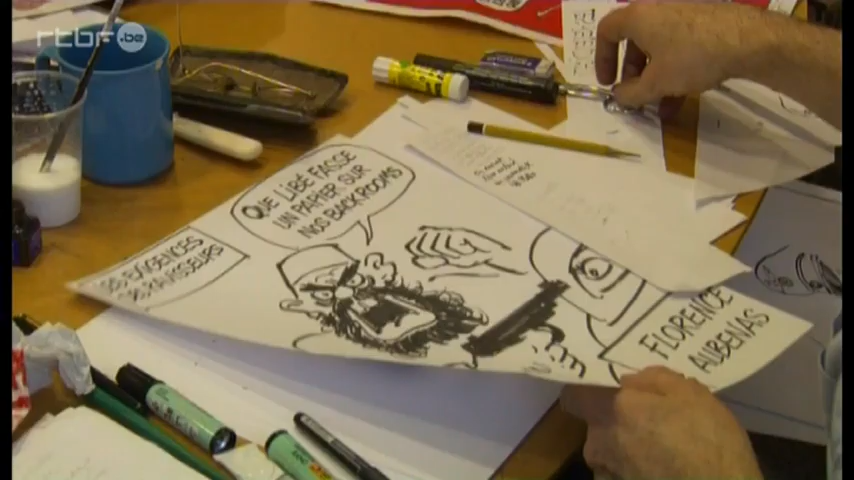 rtbf.be
QUE LIBÉ FASSE
UN PAPIER SUR
NOS BACKROOMS
LES EXIGENCES
DES RAVISSEURS
FLORENCE
AUBENAS